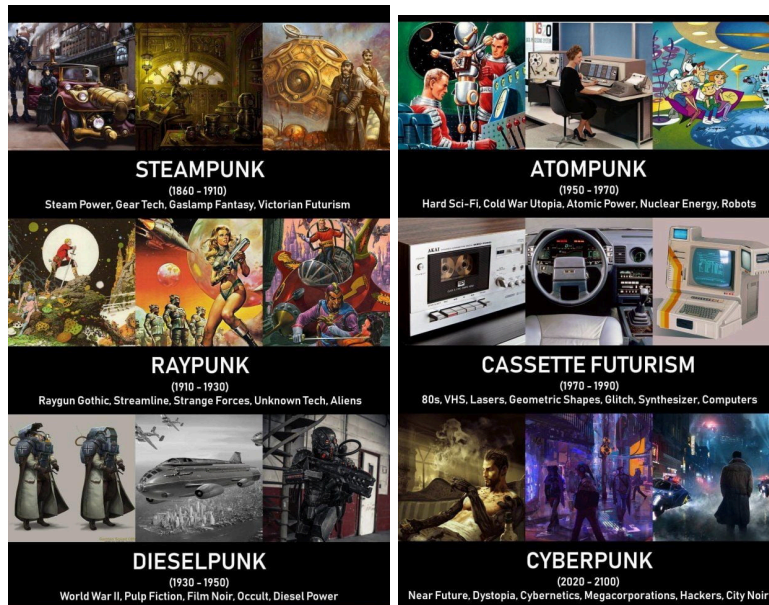 STEAMPUNK
(1860 - 1910)
Steam Power, Gear Tech, Gaslamp Fantasy, Victorian Futurism
RAYPUNK
(1910 - 1930)
Raygun Gothic, Streamline, Strange Forces, Unknown Tech, Aliens
DIESELPUNK
(1930 - 1950)
World War II, Pulp Fiction, Film Noir, Occult, Diesel Power
ATOMPUNK
(1950 - 1970)
Hard Sci-Fi, Cold War Utopia, Atomic Power, Nuclear Energy, Robots
AKAI
CASSETTE FUTURISM
(1970 - 1990)
80s, VHS, Lasers, Geometric Shapes, Glitch, Synthesizer, Computers
CYBERPUNK
(2020 - 2100)
Near Future, Dystopia, Cybernetics, Megacorporations, Hackers, City Noir